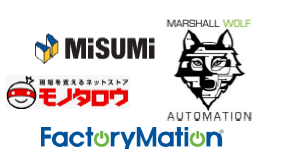 MARSHALL WOLF
MiSUMi
現場を支えるネットストア
モノタロウ
AUTOMATION
FactoryMation